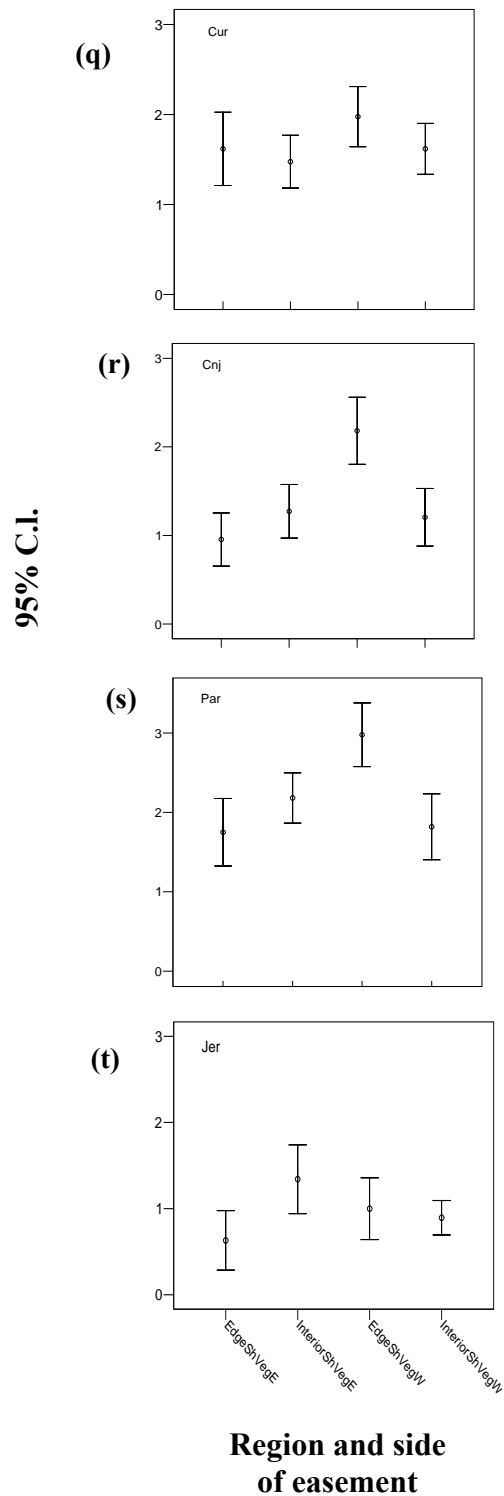 (q)
Cur
3
2
1
0
(r)
Cnj
3
2
1
0
95% C.I.
(s)
Par
3
2
1
0
(t)
Jer
3
2
1
0
EdgeShVegE
InteriorShVegE
EdgeShVegW
InteriorShVegW
Region and side
of easement